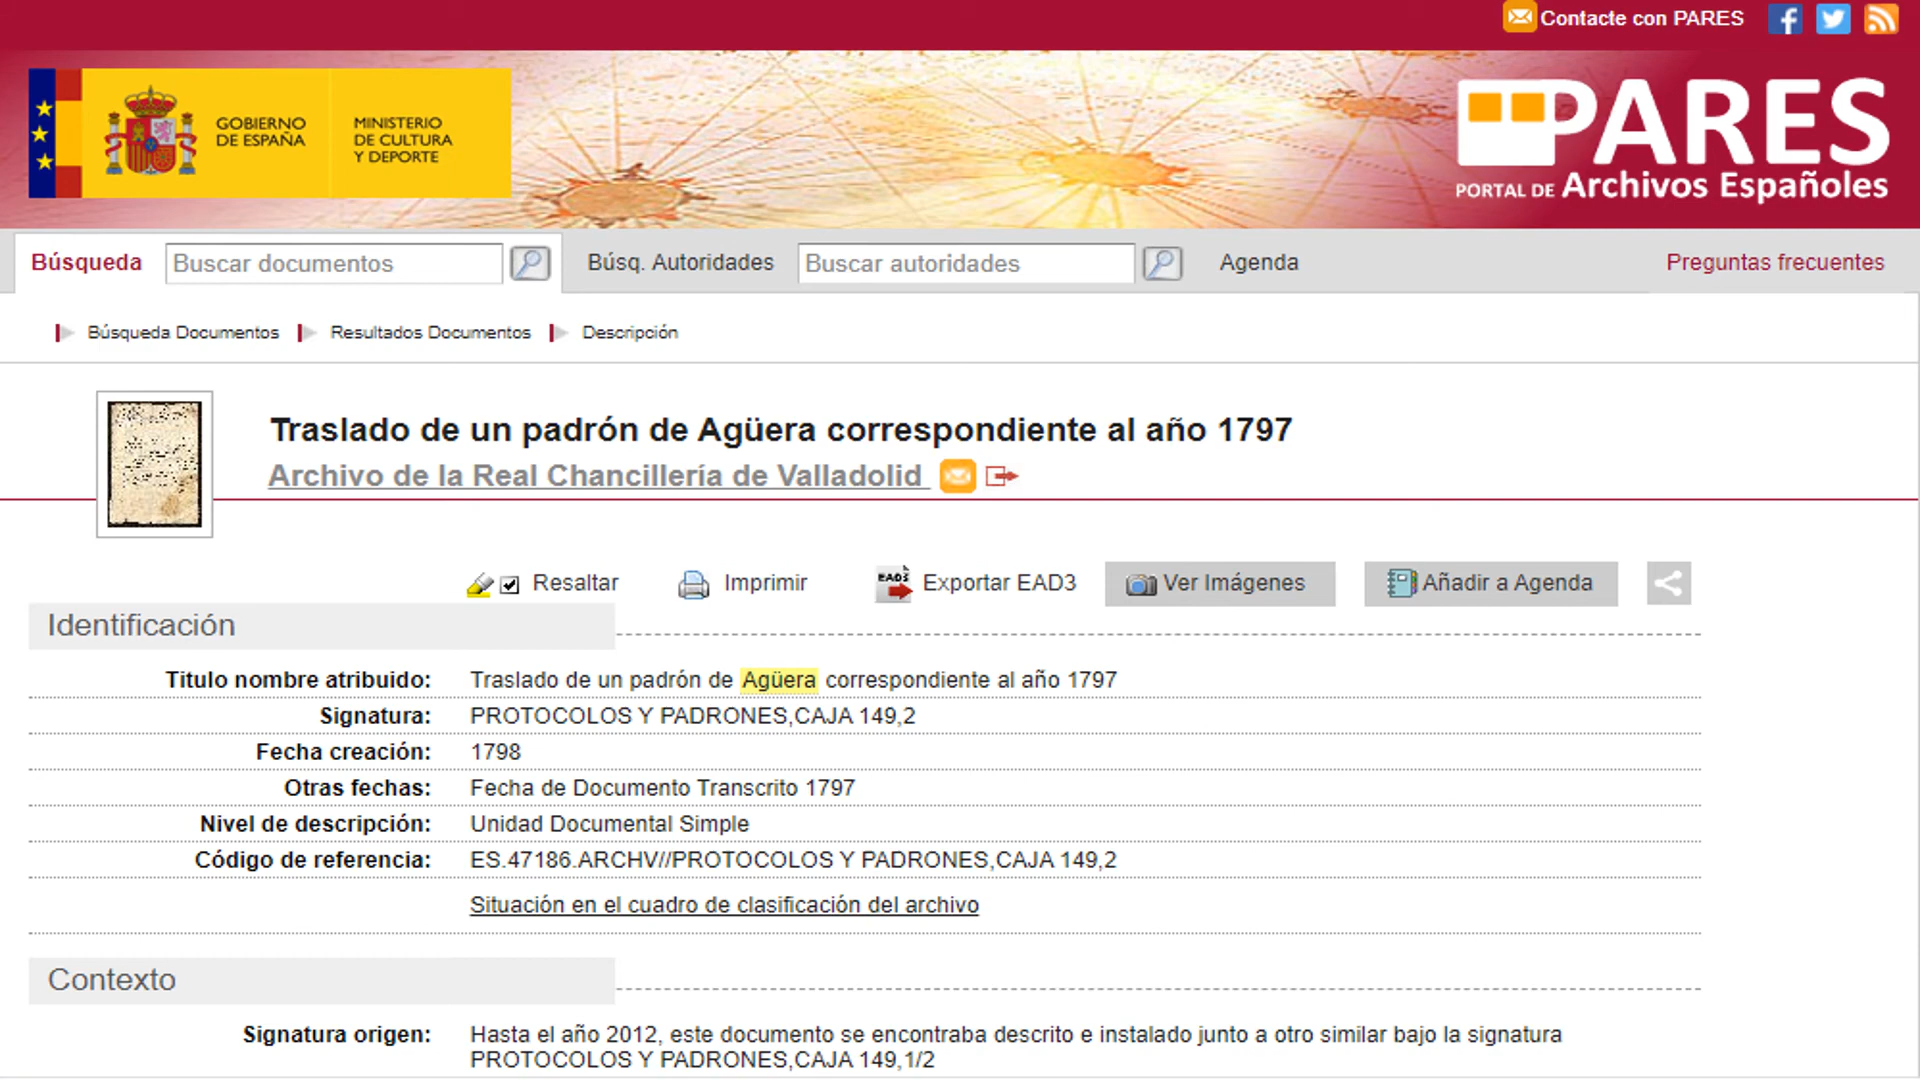 Contacte con PARES
GOBIERNO
DE ESPAÑA
MINISTERIO
DE CULTURA
Y DEPORTE
PARES
PORTAL DE Archivos Españoles
Búsqueda Buscar documentos Búsq. Autoridades Buscar autoridades Agenda Preguntas frecuentes
Búsqueda Documentos Resultados Documentos Descripción
Traslado de un padrón de Agüera correspondiente al año 1797
Archivo de la Real Chancillería de Valladolid
Resaltar Imprimir EAD3 Exportar EAD3 Ver Imágenes Añadir a Agenda
Identificación
Titulo nombre atribuido: Traslado de un padrón de Agüera correspondiente al año 1797
Signatura: PROTOCOLOS Y PADRONES,CAJA 149,2
Fecha creación: 1798
Otras fechas: Fecha de Documento Transcrito 1797
Nivel de descripción: Unidad Documental Simple
Código de referencia: ES.47186.ARCHV//PROTOCOLOS Y PADRONES,CAJA 149,2
Situación en el cuadro de clasificación del archivo
Contexto
Signatura origen: Hasta el año 2012, este documento se encontraba descrito e instalado junto a otro similar bajo la signatura
PROTOCOLOS Y PADRONES,CAJA 149,1/2